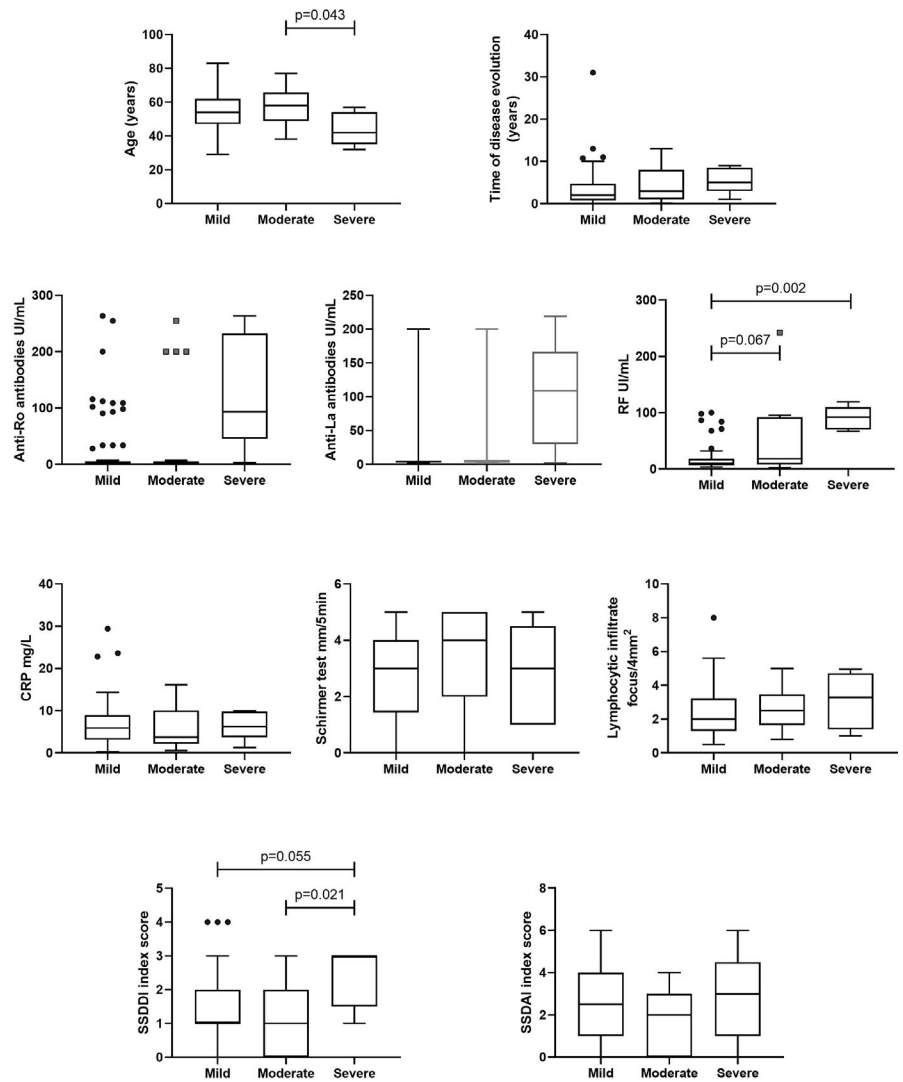 p=0.043
Age (years)
100
80
60
40
20
0
Mild Moderate Severe
Time of disease evolution
(years)
40
30
20
10
0
Mild Moderate Severe
Anti-Ro antibodies UI/mL
300
200
100
0
Mild Moderate Severe
Anti-La antibodies UI/mL
250
200
150
100
50
0
Mild Moderate Severe
p=0.002
p=0.067
RF UI/mL
300
200
100
0
Mild Moderate Severe
CRP mg/L
40
30
20
10
0
Mild Moderate Severe
Schirmer test mm/5min
6
4
2
0
Mild Moderate Severe
Lymphocytic infiltrate
focus/4mm²
10
8
6
4
2
0
Mild Moderate Severe
p=0.055
p=0.021
SSDDI index score
5
4
3
2
1
0
Mild Moderate Severe
SSDAI index score
8
6
4
2
0
Mild Moderate Severe